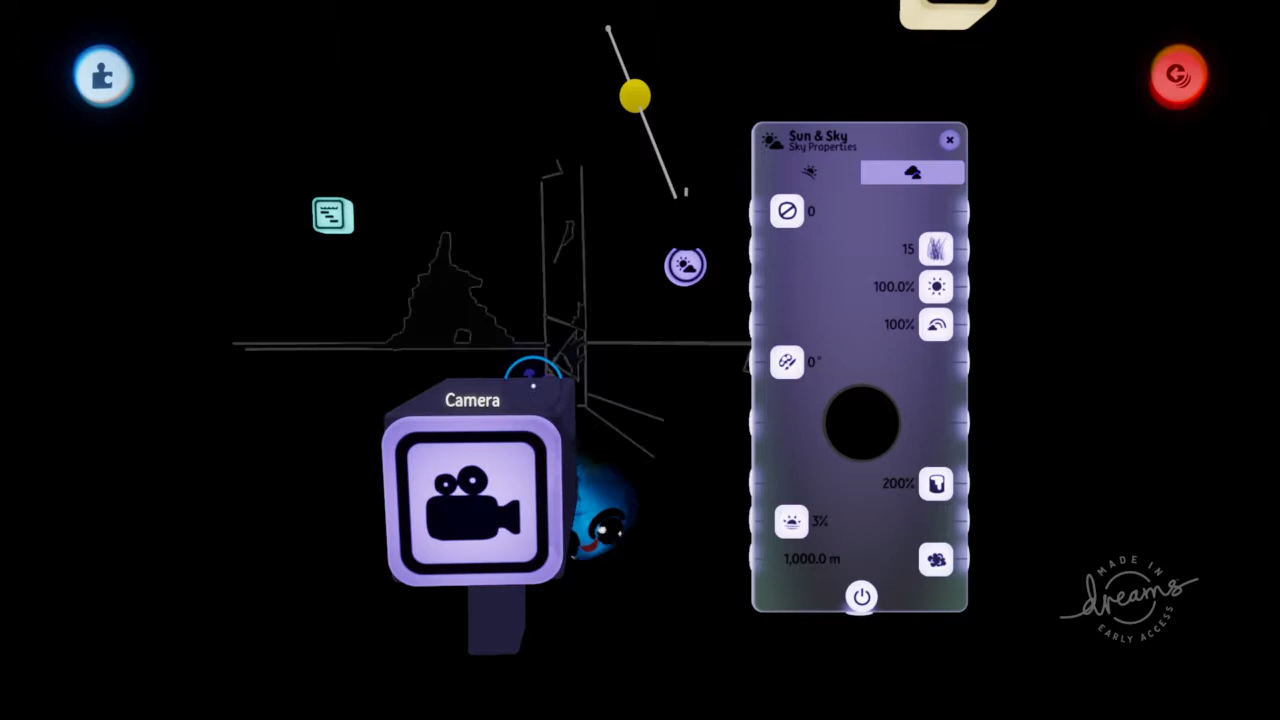 Sun & Sky
Sky Properties
0
15
100.0%
100%
0°
Camera
200%
3%
1,000.0 m
MADE IN
dreams
EARLY ACCESS